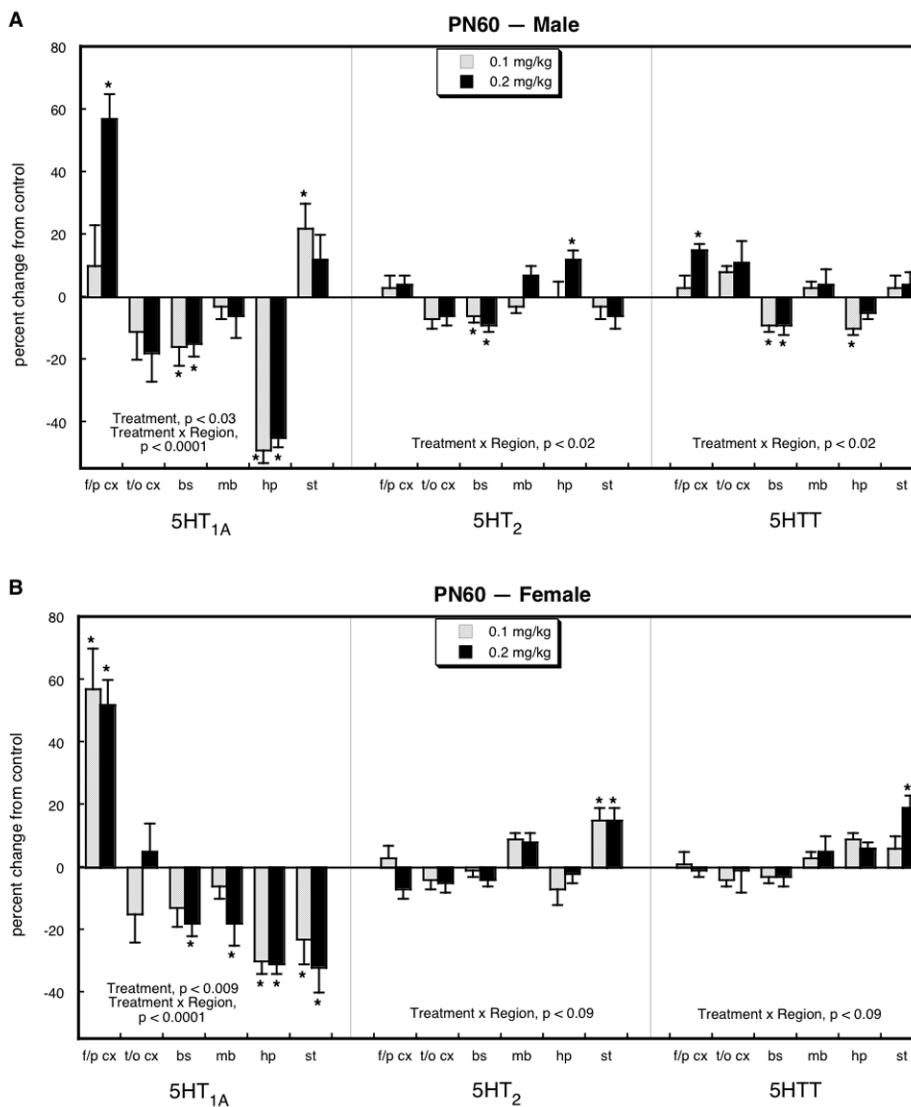 A
PN60 — Male
percent change from control
80
60
40
20
0
-20
-40
0.1 mg/kg
0.2 mg/kg
*
*
*
*
*
*
*
*
*
*
*
*
*
Treatment, p < 0.03
Treatment x Region,
p < 0.0001
Treatment x Region, p < 0.02
Treatment x Region, p < 0.02
f/p cx t/o cx bs mb hp st
f/p cx t/o cx bs mb hp st
f/p cx t/o cx bs mb hp st
5HT1A 5HT2 5HTT
B
PN60 — Female
percent change from control
80
60
40
20
0
-20
-40
0.1 mg/kg
0.2 mg/kg
*
*
*
*
*
*
*
*
*
*
*
Treatment, p < 0.009
Treatment x Region,
p < 0.0001
Treatment x Region, p < 0.09
Treatment x Region, p < 0.09
f/p cx t/o cx bs mb hp st
f/p cx t/o cx bs mb hp st
f/p cx t/o cx bs mb hp st
5HT1A 5HT2 5HTT